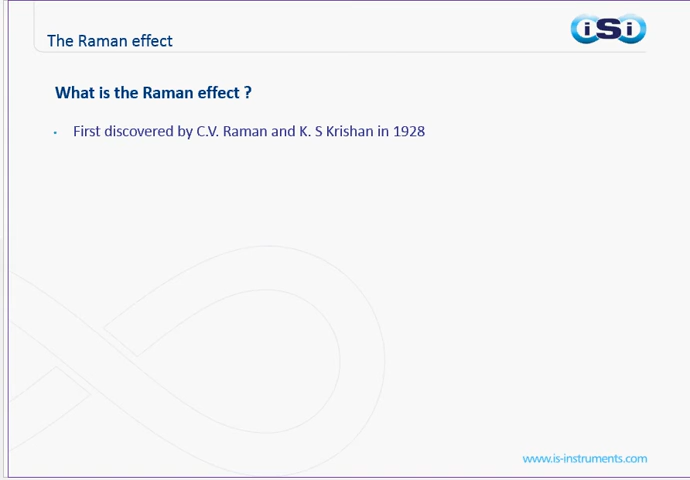 The Raman effect
iSi
What is the Raman effect ?
• First discovered by C.V. Raman and K. S Krishan in 1928
www.is-instruments.com